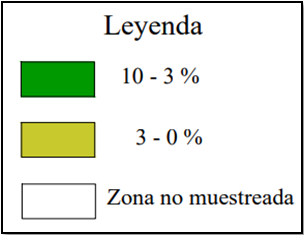 Leyenda
10 - 3 %
3 - 0 %
Zona no muestreada